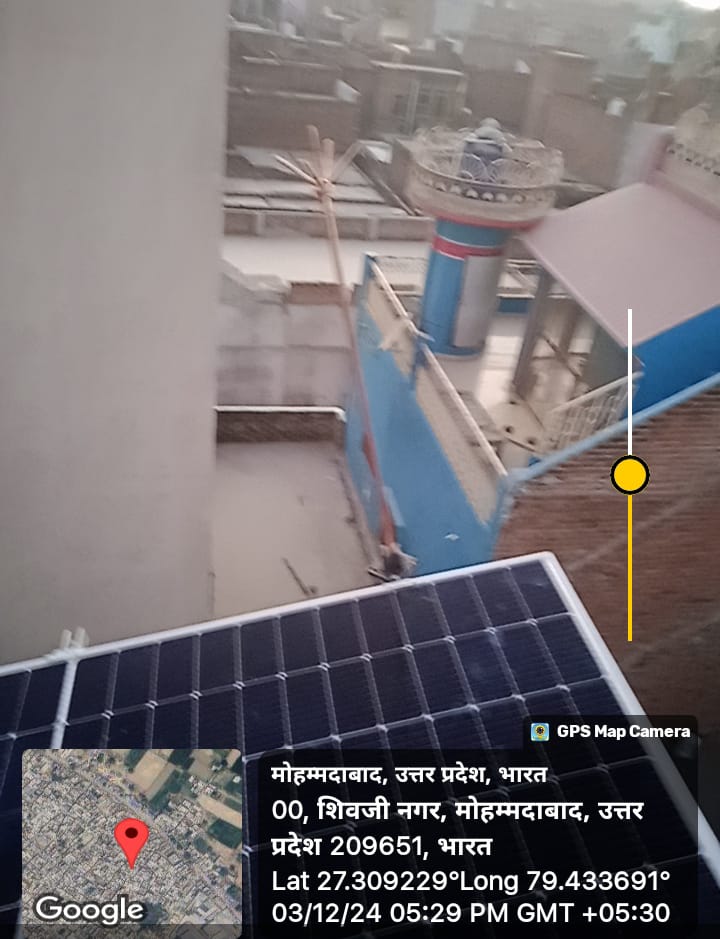 GPS Map Camera
मोहम्मदाबाद, उत्तर प्रदेश, भारत
00, शिवजी नगर, मोहम्मदाबाद, उत्तर
प्रदेश 209651, भारत
Lat 27.309229°Long 79.433691°
03/12/24 05:29 PM GMT +05:30
Google